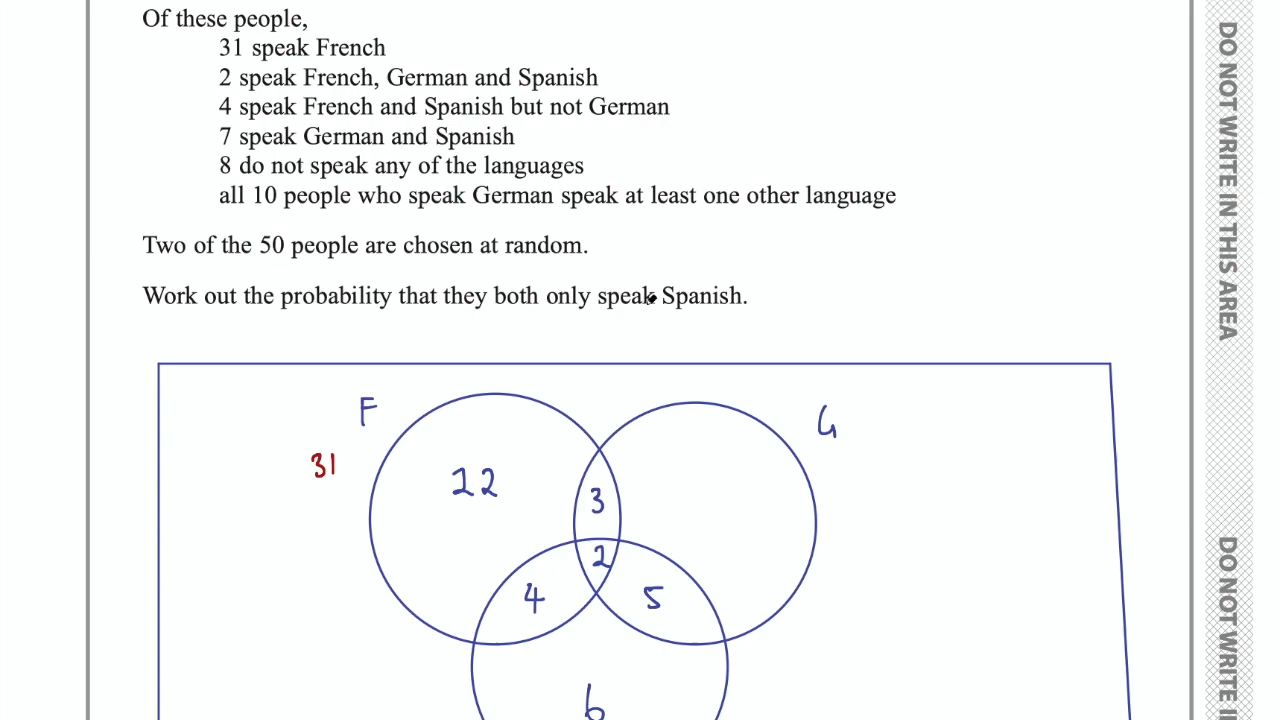 Of these people,
31 speak French
2 speak French, German and Spanish
4 speak French and Spanish but not German
7 speak German and Spanish
8 do not speak any of the languages
all 10 people who speak German speak at least one other language
Two of the 50 people are chosen at random.
Work out the probability that they both only speak Spanish.
F
G
31
22
3
2
4
5
6
DO NOT WRITE IN THIS AREA
DO NOT WRITE I